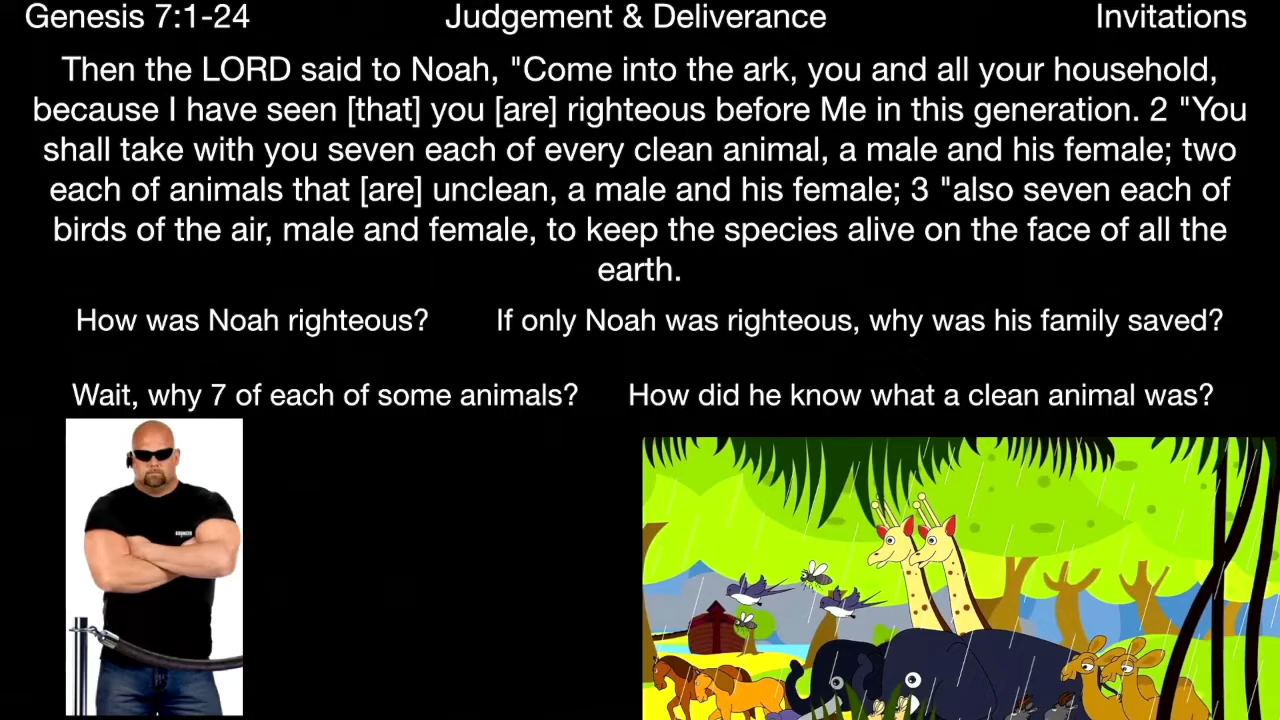 Genesis 7:1-24 Judgement & Deliverance Invitations
Then the LORD said to Noah, "Come into the ark, you and all your household,
because I have seen [that] you [are] righteous before Me in this generation. 2 "You
shall take with you seven each of every clean animal, a male and his female; two
each of animals that [are] unclean, a male and his female; 3 "also seven each of
birds of the air, male and female, to keep the species alive on the face of all the
earth.
How was Noah righteous? If only Noah was righteous, why was his family saved?
Wait, why 7 of each of some animals? How did he know what a clean animal was?